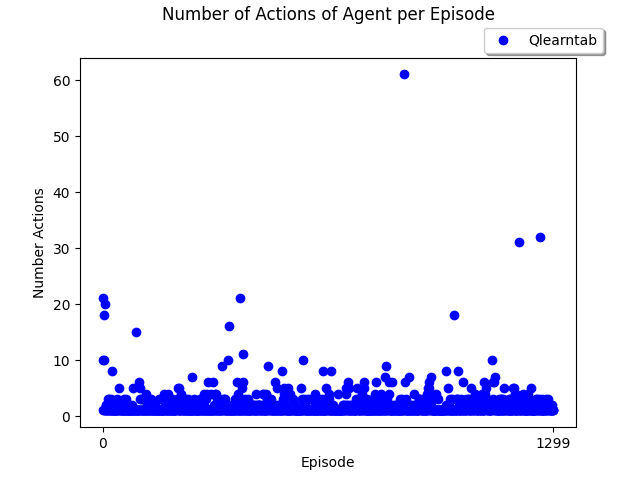 Number of Actions of Agent per Episode
Qlearntab
60
50
40
30
20
10
0
Number Actions
0 1299
Episode